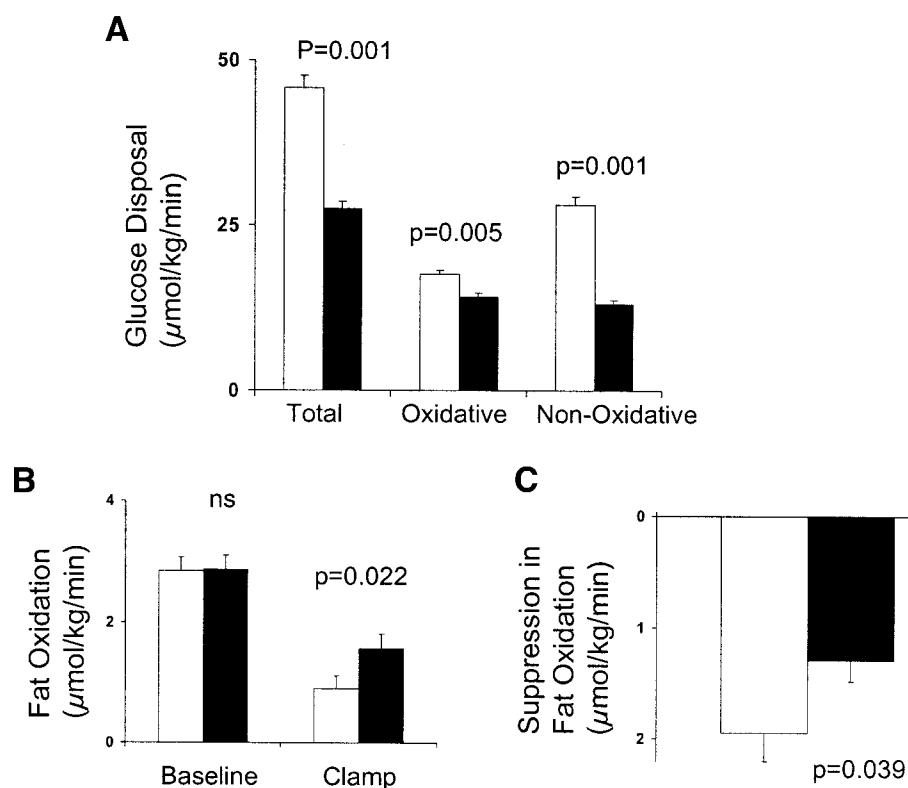 A
P=0.001
50
p=0.001
Glucose Disposal
(µmol/kg/min)
25
p=0.005
0
Total Oxidative Non-Oxidative
B
C
4
ns
0
p=0.022
Fat Oxidation
(µmol/kg/min)
2
Suppression in
Fat Oxidation
(µmol/kg/min)
1
2
0
Baseline Clamp
p=0.039